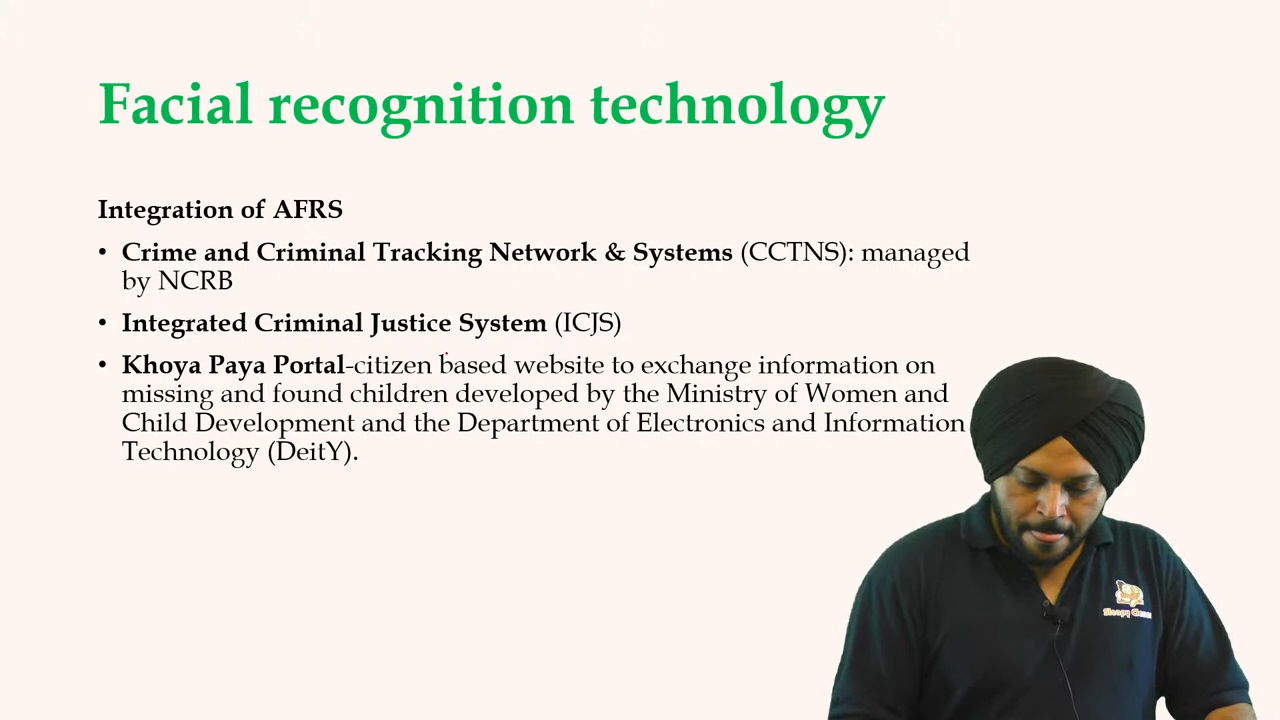 Facial recognition technology
Integration of AFRS
• Crime and Criminal Tracking Network & Systems (CCTNS): managed
by NCRB
• Integrated Criminal Justice System (ICJS)
• Khoya Paya Portal-citizen based website to exchange information on
missing and found children developed by the Ministry of Women and
Child Development and the Department of Electronics and Information
Technology (DeitY).
Sleepy